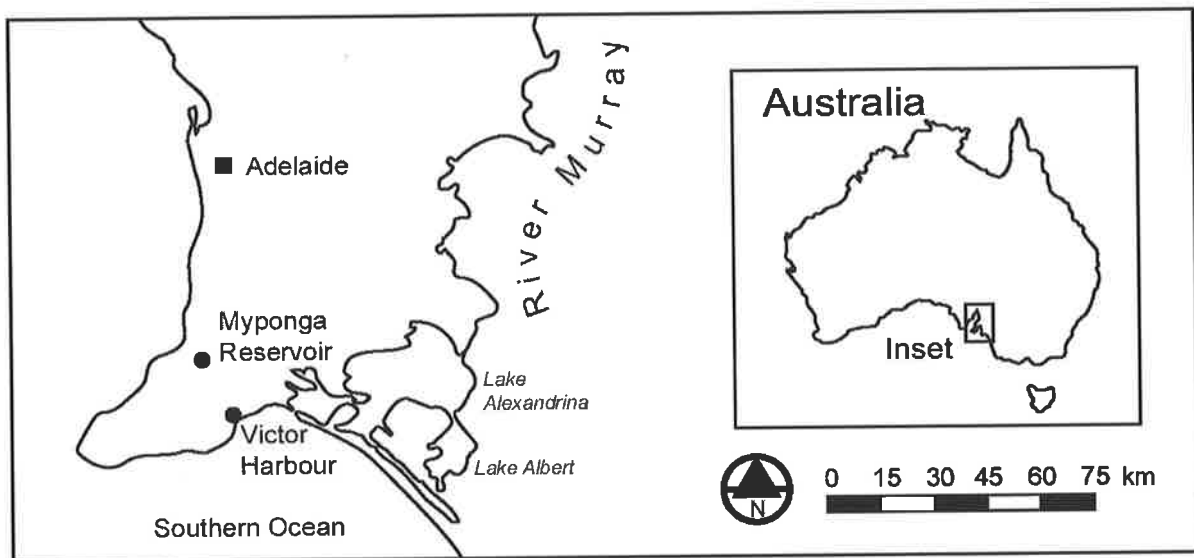 Adelaide
River Murray
Myponga
Reservoir
Lake
Alexandrina
Victor
Harbour
Lake Albert
Southern Ocean
Australia
Inset
N
0 15 30 45 60 75 km